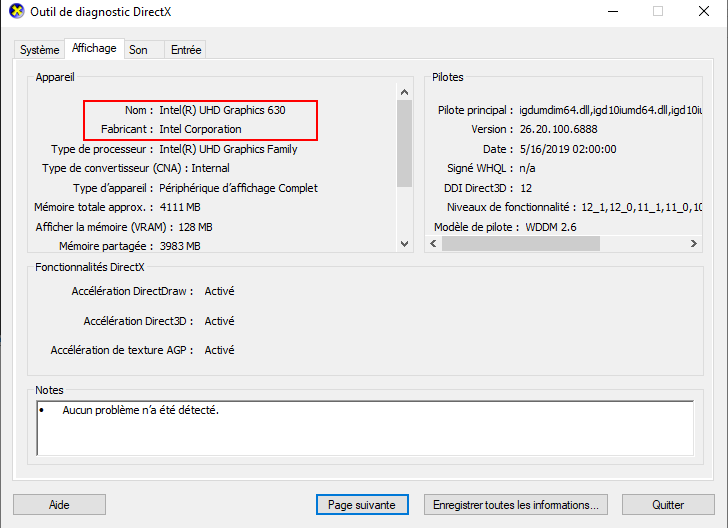 Outil de diagnostic DirectX
Système Affichage Son Entrée
Appareil
Nom : Intel(R) UHD Graphics 630
Fabricant : Intel Corporation
Type de processeur : Intel(R) UHD Graphics Family
Type de convertisseur (CNA) : Internal
Type d'appareil : Périphérique d'affichage Complet
Mémoire totale approx. : 4111 MB
Afficher la mémoire (VRAM) : 128 MB
Mémoire partagée : 3983 MB
Pilotes
Pilote principal : igdumdim64.dll,igd10iumd64.dll,igd10iu
Version : 26.20.100.6888
Date : 5/16/2019 02:00:00
Signé WHQL : n/a
DDI Direct3D : 12
Niveaux de fonctionnalité : 12_1,12_0,11_1,11_0,10
Modèle de pilote : WDDM 2.6
Fonctionnalités DirectX
Accélération DirectDraw : Activé
Accélération Direct3D : Activé
Accélération de texture AGP : Activé
Notes
• Aucun problème n'a été détecté.
Aide Page suivante Enregistrer toutes les informations... Quitter